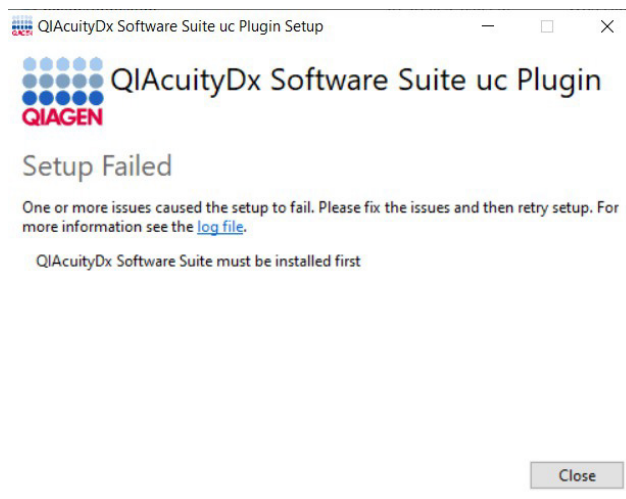 QIAcuityDx Software Suite uc Plugin Setup
QIAcuityDx Software Suite uc Plugin
QIAGEN
Setup Failed
One or more issues caused the setup to fail. Please fix the issues and then retry setup. For
more information see the log file.
QIAcuityDx Software Suite must be installed first
Close